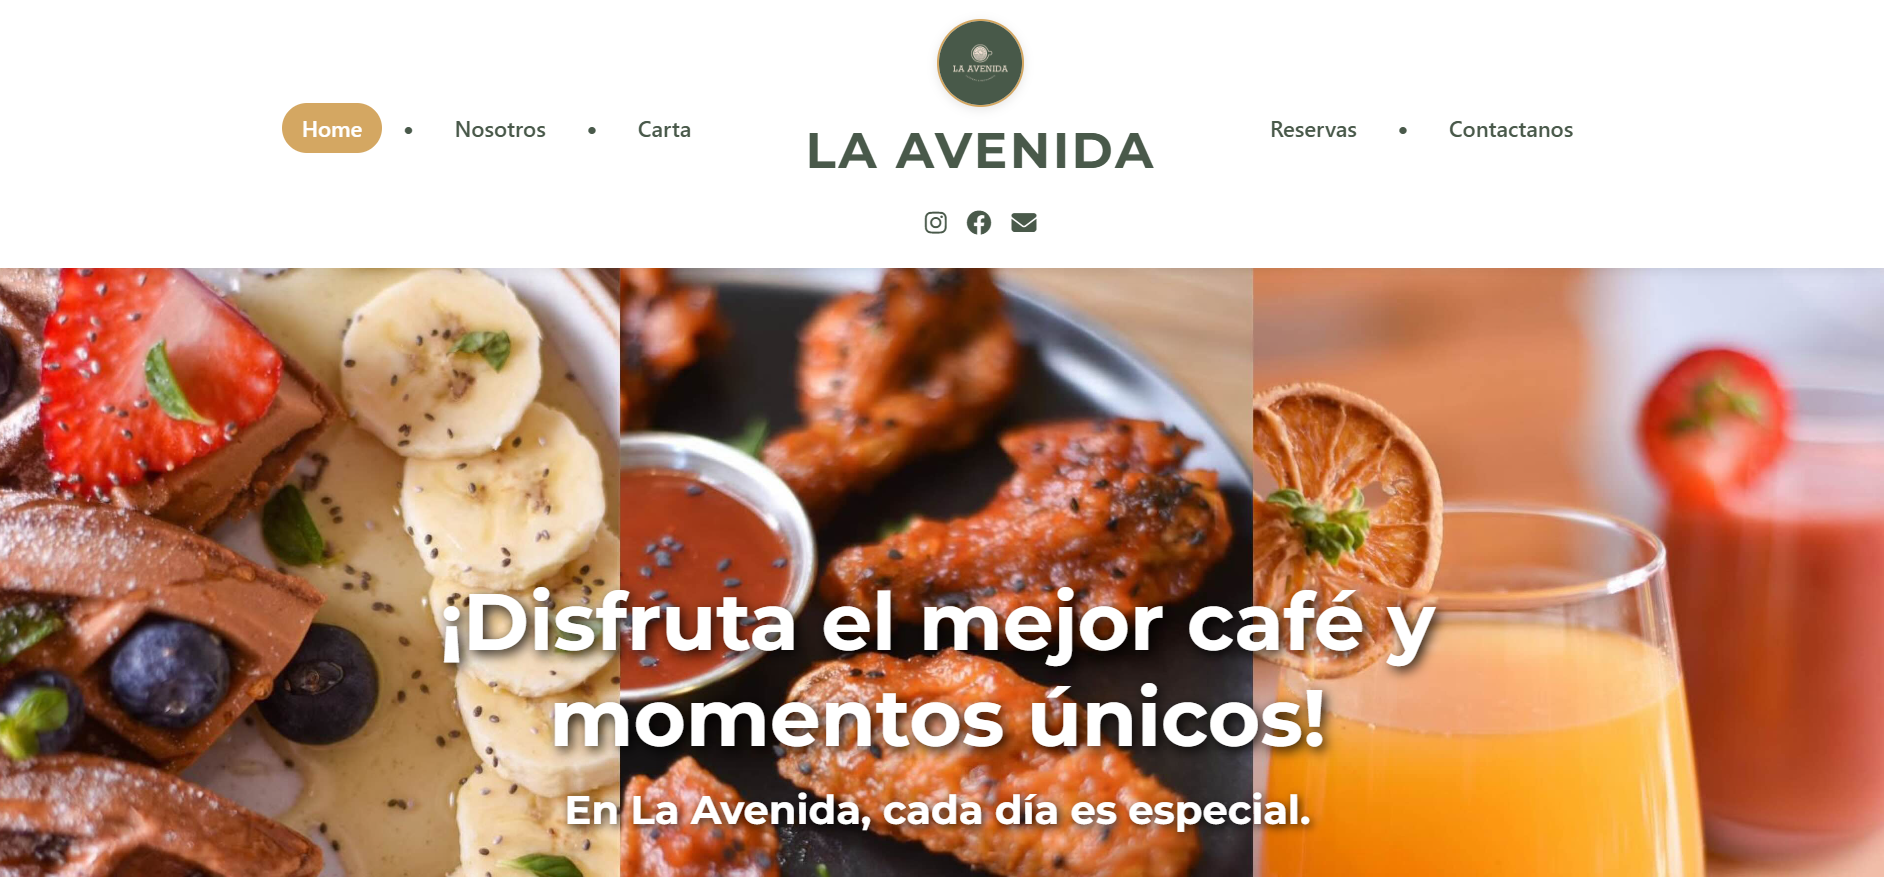 LA AVENIDA
Home • Nosotros • Carta
LA AVENIDA
Reservas • Contactanos
¡Disfruta el mejor café y
momentos únicos!
En La Avenida, cada día es especial.